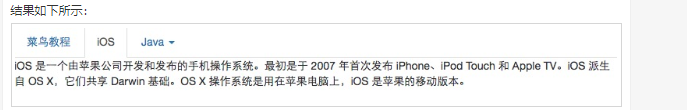 结果如下所示：
菜鸟教程 iOS Java
iOS 是一个由苹果公司开发和发布的手机操作系统。最初是于 2007 年首次发布 iPhone、iPod Touch 和 Apple TV。iOS 派生
自 OS X，它们共享 Darwin 基础。OS X 操作系统是用在苹果电脑上，iOS 是苹果的移动版本。